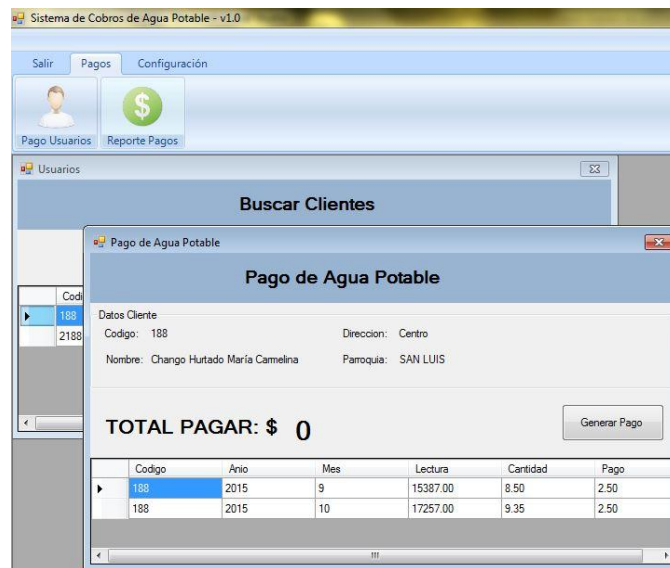 Sistema de Cobros de Agua Potable - v1.0
Salir Pagos Configuración
Pago Usuarios Reporte Pagos
Usuarios
Buscar Clientes
Pago de Agua Potable
Pago de Agua Potable
Codi
188
2188
Datos Cliente
Codigo: 188 Direccion: Centro
Nombre: Chango Hurtado María Carmelina Parroquia: SAN LUIS
TOTAL PAGAR: $ 0 Generar Pago
Codigo Anio Mes Lectura Cantidad Pago
188 2015 9 15387.00 8.50 2.50
188 2015 10 17257.00 9.35 2.50